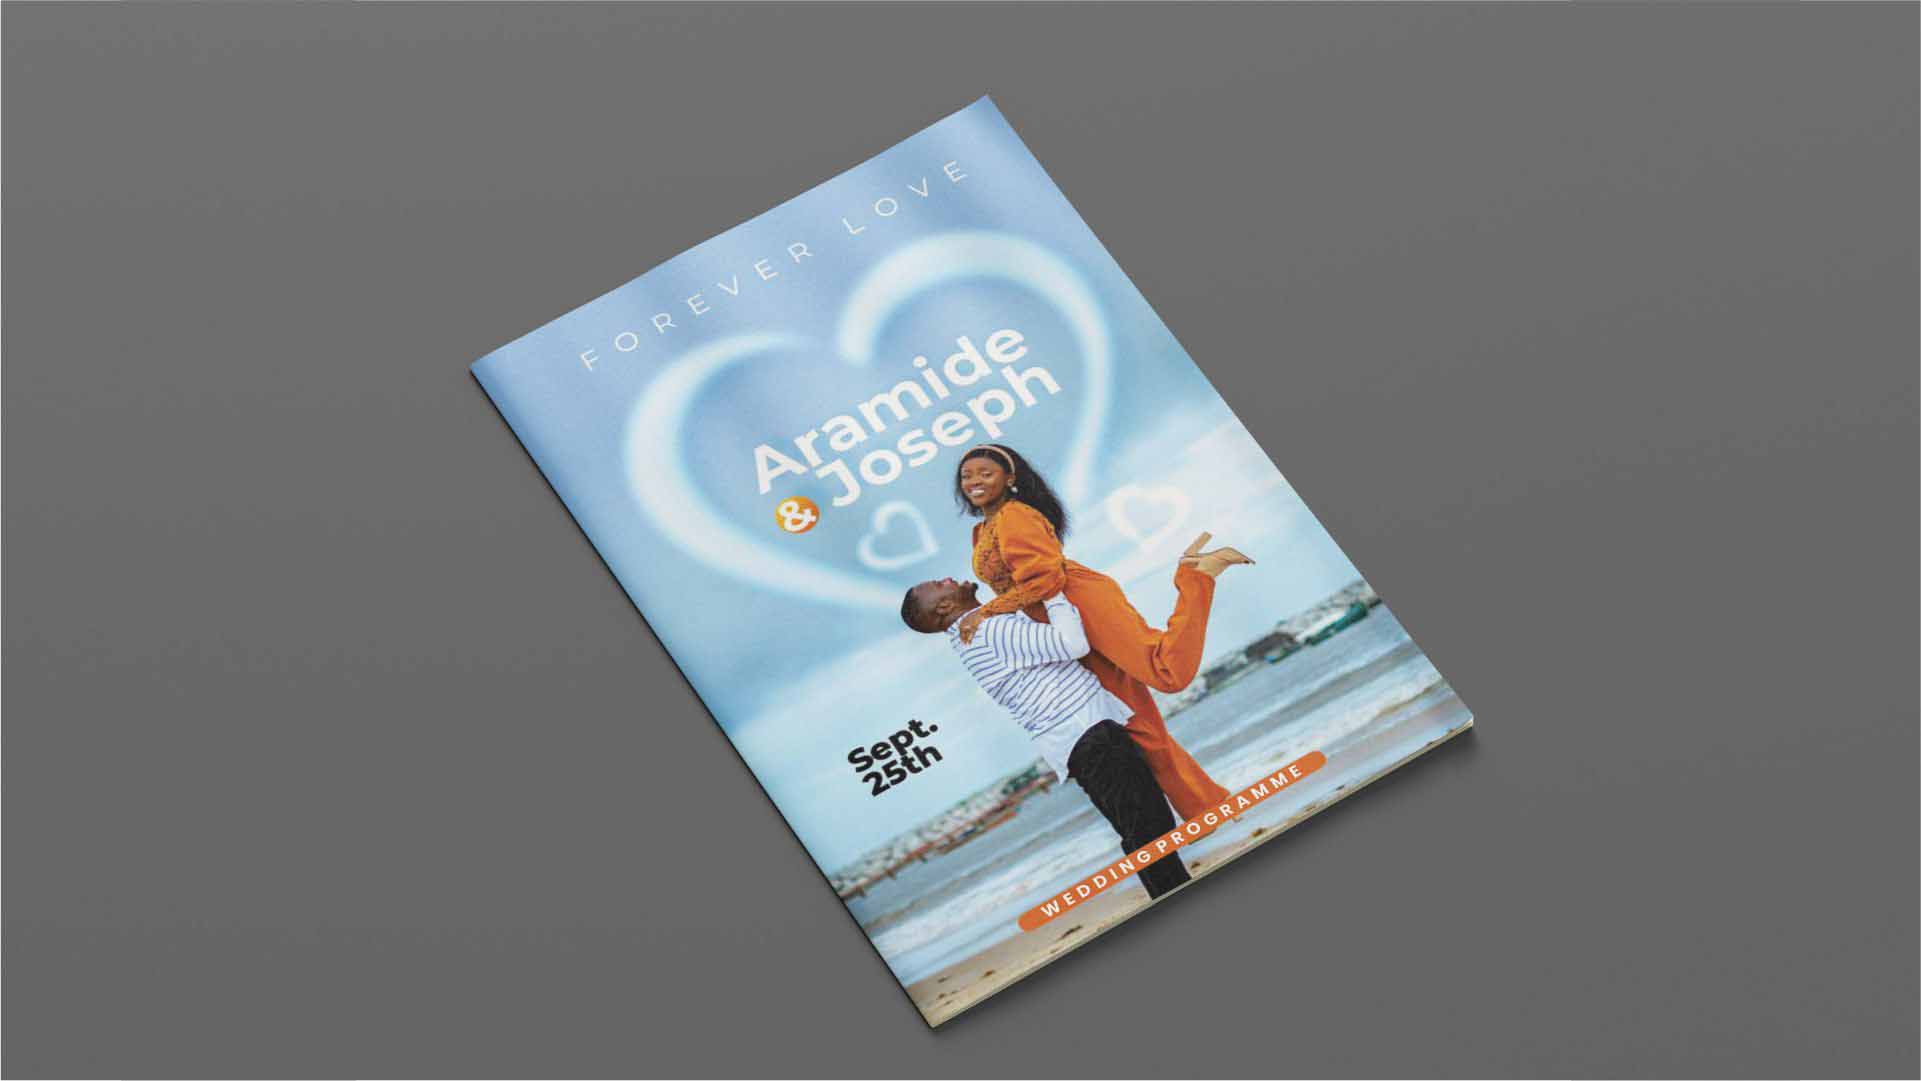 FOREVER LOVE
Aramide
& Joseph
Sept.
25th
WEDDING PROGRAMME